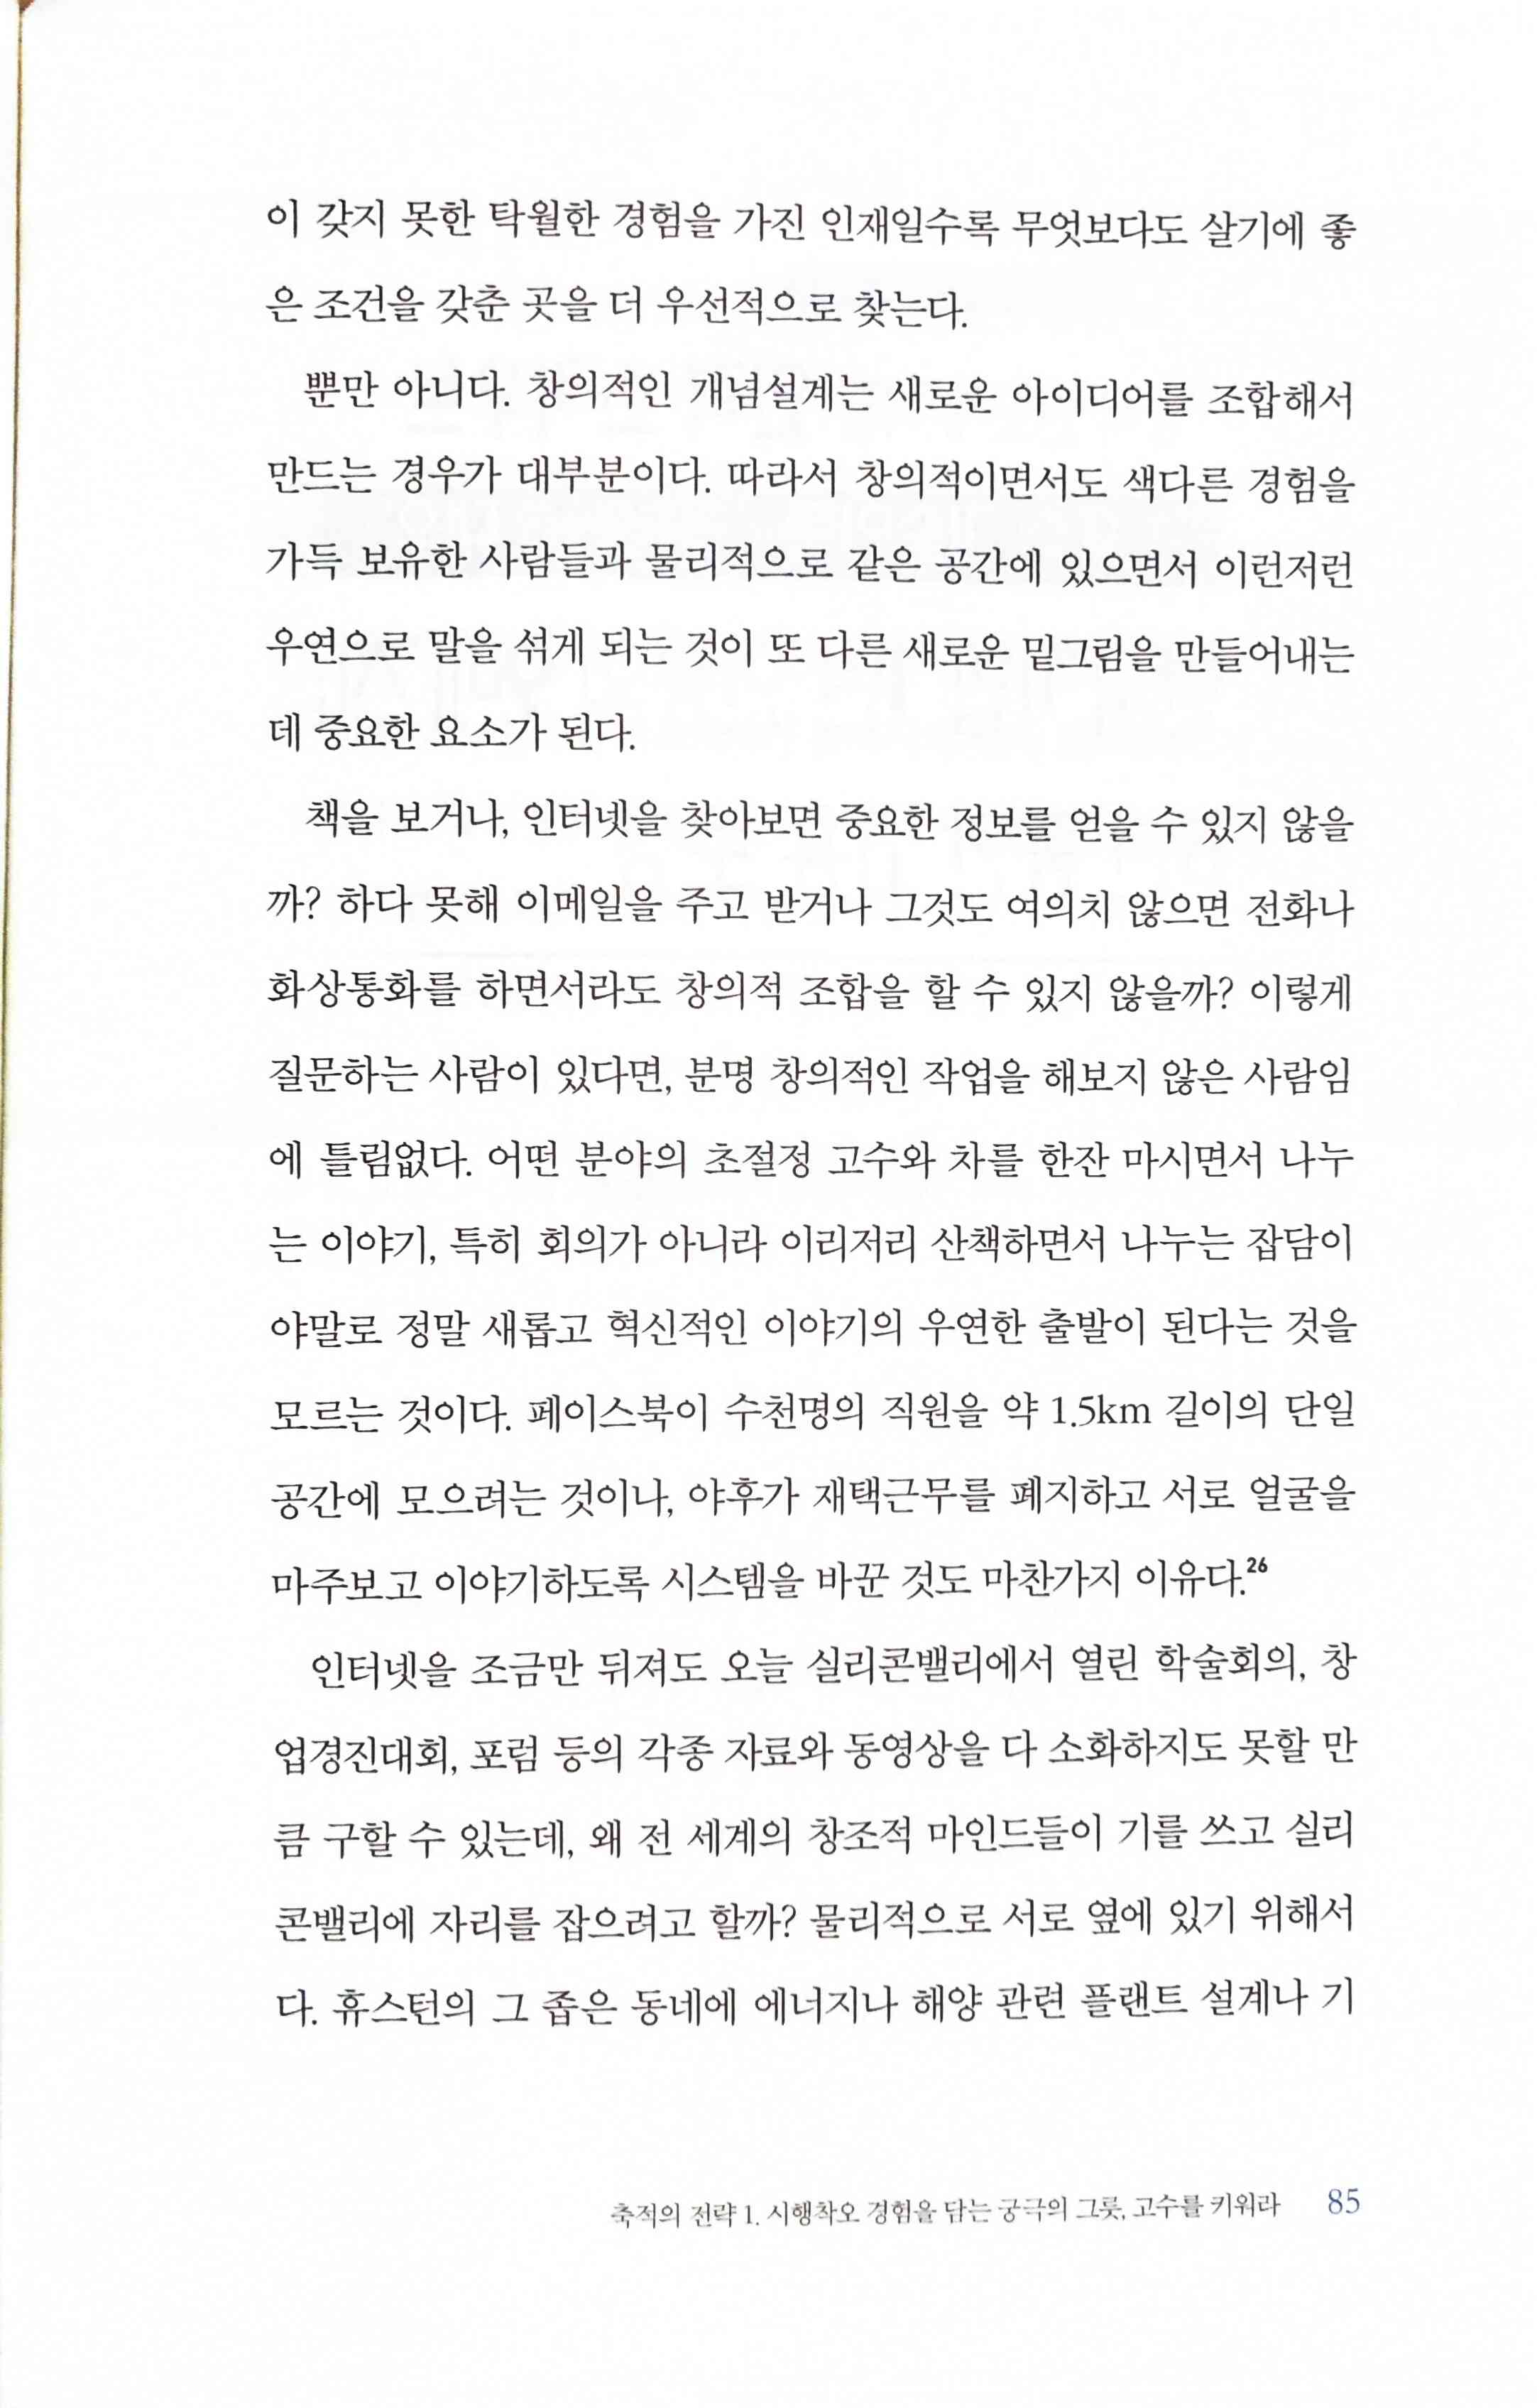 이 갖지 못한 탁월한 경험을 가진 인재일수록 무엇보다도 살기에 좋
은 조건을 갖춘 곳을 더 우선적으로 찾는다.
뿐만 아니다. 창의적인 개념설계는 새로운 아이디어를 조합해서
만드는 경우가 대부분이다. 따라서 창의적이면서도 색다른 경험을
가득 보유한 사람들과 물리적으로 같은 공간에 있으면서 이런저런
우연으로 말을 섞게 되는 것이 또 다른 새로운 밑그림을 만들어내는
데 중요한 요소가 된다.
책을 보거나, 인터넷을 찾아보면 중요한 정보를 얻을 수 있지 않을
까? 하다 못해 이메일을 주고 받거나 그것도 여의치 않으면 전화나
화상통화를 하면서라도 창의적 조합을 할 수 있지 않을까? 이렇게
질문하는 사람이 있다면, 분명 창의적인 작업을 해보지 않은 사람임
에 틀림없다. 어떤 분야의 초절정 고수와 차를 한잔 마시면서 나누
는 이야기, 특히 회의가 아니라 이리저리 산책하면서 나누는 잡담이
야말로 정말 새롭고 혁신적인 이야기의 우연한 출발이 된다는 것을
모르는 것이다. 페이스북이 수천명의 직원을 약 1.5km 길이의 단일
공간에 모으려는 것이나, 야후가 재택근무를 폐지하고 서로 얼굴을
마주보고 이야기하도록 시스템을 바꾼 것도 마찬가지 이유다.26
인터넷을 조금만 뒤져도 오늘 실리콘밸리에서 열린 학술회의, 창
업경진대회, 포럼 등의 각종 자료와 동영상을 다 소화하지도 못할 만
큼 구할 수 있는데, 왜 전 세계의 창조적 마인드들이 기를 쓰고 실리
콘밸리에 자리를 잡으려고 할까? 물리적으로 서로 옆에 있기 위해서
다. 휴스턴의 그 좁은 동네에 에너지나 해양 관련 플랜트 설계나 기
축적의 전략 1. 시행착오 경험을 담는 궁극의 그릇, 고수를 키워라 85